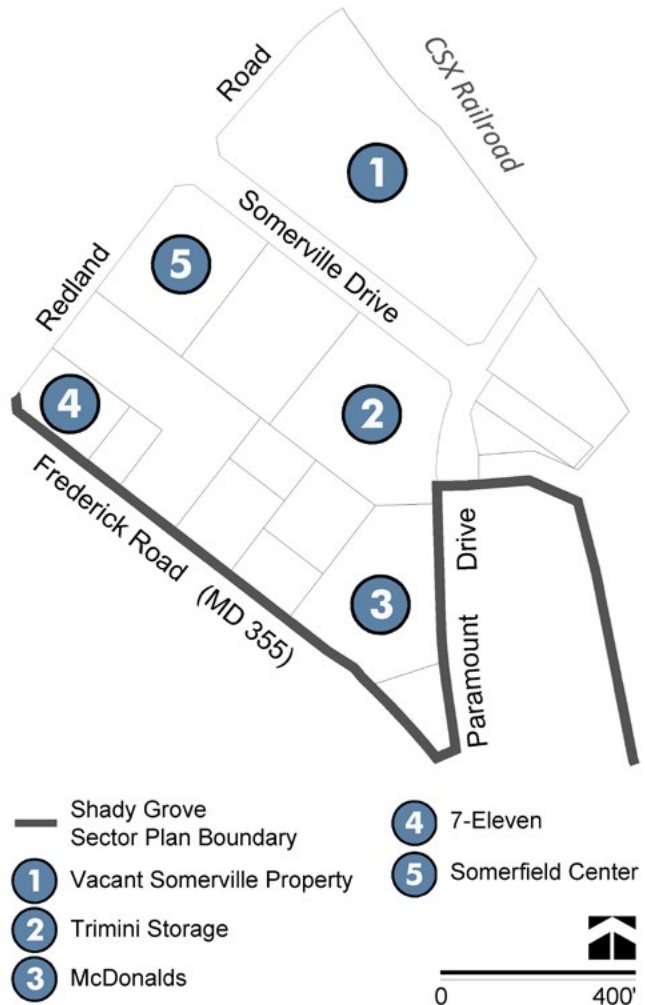 Road
CSX Railroad
1
Somerville Drive
5
Redland
2
4
Frederick Road (MD 355)
Drive
3
Paramount
Shady Grove
Sector Plan Boundary
1 Vacant Somerville Property
2 Trimini Storage
3 McDonalds
4 7-Eleven
5 Somerfield Center
0 400'